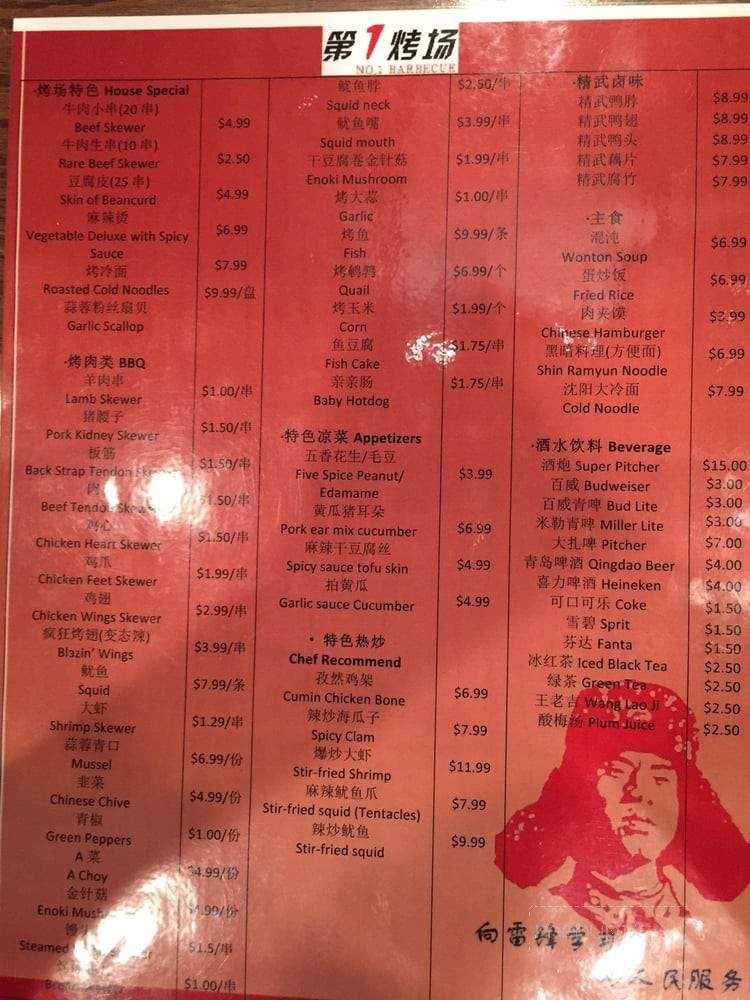 第1烤场
NO.1 BARBECUE
·烤场特色 House Special
牛肉小串(20 串)
Beef Skewer $4.99
牛肉生串(10 串)
Rare Beef Skewer $2.50
豆腐皮(25 串)
Skin of Beancurd $4.99
麻辣烫
Vegetable Deluxe with Spicy $6.99
Sauce
烤冷面 $7.99
Roasted Cold Noodles
蒜蓉粉丝扇贝 $9.99/盘
Garlic Scallop
·烤肉类 BBQ
羊肉串
Lamb Skewer $1.00/串
猪腰子
Pork Kidney Skewer $1.50/串
板筋
Back Strap Tendon $1.50/串
肉
Beef Tendon $1.50/串
鸡心
Chicken Heart Skewer $1.50/串
鸡爪
Chicken Feet Skewer $1.99/串
鸡翅
Chicken Wings Skewer $2.99/串
疯狂烤翅(变态辣)
Blazin’ Wings $3.99/串
鱿鱼
Squid $7.99/条
大虾
Shrimp Skewer $1.29/串
蒜蓉青口
Mussel $6.99/份
韭菜
Chinese Chive $4.99/份
青椒
Green Peppers $1.00/份
A 菜
A Choy $4.99/份
金针菇
Enoki $4.99/份
Steamed $1.5/串
$1.00/串
鱿鱼脖 $2.50/串
Squid neck
鱿鱼嘴 $3.99/串
Squid mouth
干豆腐卷金针菇 $1.99/串
Enoki Mushroom
烤大蒜 $1.00/串
Garlic
烤鱼 $9.99/条
Fish
烤鹌鹑 $6.99/个
Quail
烤玉米 $1.99/个
Corn
鱼豆腐 $1.75/串
Fish Cake
亲亲肠 $1.75/串
Baby Hotdog
·特色凉菜 Appetizers
五香花生/毛豆
Five Spice Peanut/ $3.99
Edamame
黄瓜猪耳朵
Pork ear mix cucumber $6.99
麻辣干豆腐丝
Spicy sauce tofu skin $4.99
拍黄瓜
Garlic sauce Cucumber $4.99
· 特色热炒
Chef Recommend
孜然鸡架
Cumin Chicken Bone $6.99
辣炒海瓜子
Spicy Clam $7.99
爆炒大虾
Stir-fried Shrimp $11.99
麻辣鱿鱼爪
Stir-fried squid (Tentacles) $7.99
辣炒鱿鱼
Stir-fried squid $9.99
·精武卤味
精武鸭脖 $8.99
精武鸭翅 $8.99
精武鸭头 $8.99
精武藕片 $7.99
精武腐竹 $7.99
·主食
混沌 $6.99
Wonton Soup
蛋炒饭 $6.99
Fried Rice
肉夹馍 $3.99
Chinese Hamburger
黑暗料理(方便面) $6.99
Shin Ramyun Noodle
沈阳大冷面 $7.99
Cold Noodle
·酒水饮料 Beverage
酒炮 Super Pitcher $15.00
百威 Budweiser $3.00
百威青啤 Bud Lite $3.00
米勒青啤 Miller Lite $3.00
大扎啤 Pitcher $7.00
青岛啤酒 Qingdao Beer $4.00
喜力啤酒 Heineken $4.00
可口可乐 Coke $1.50
雪碧 Sprit $1.50
芬达 Fanta $1.50
冰红茶 Iced Black Tea $2.50
绿茶 Green Tea $2.50
王老吉 Wang Lao Ji $2.50
酸梅汤 Plum Juice $2.50
向雷锋学
人民服务